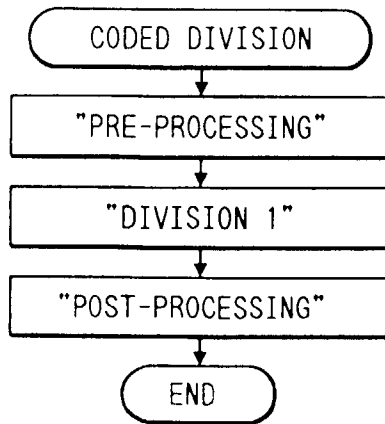 CODED DIVISION
"PRE-PROCESSING"
"DIVISION 1"
"POST-PROCESSING"
END